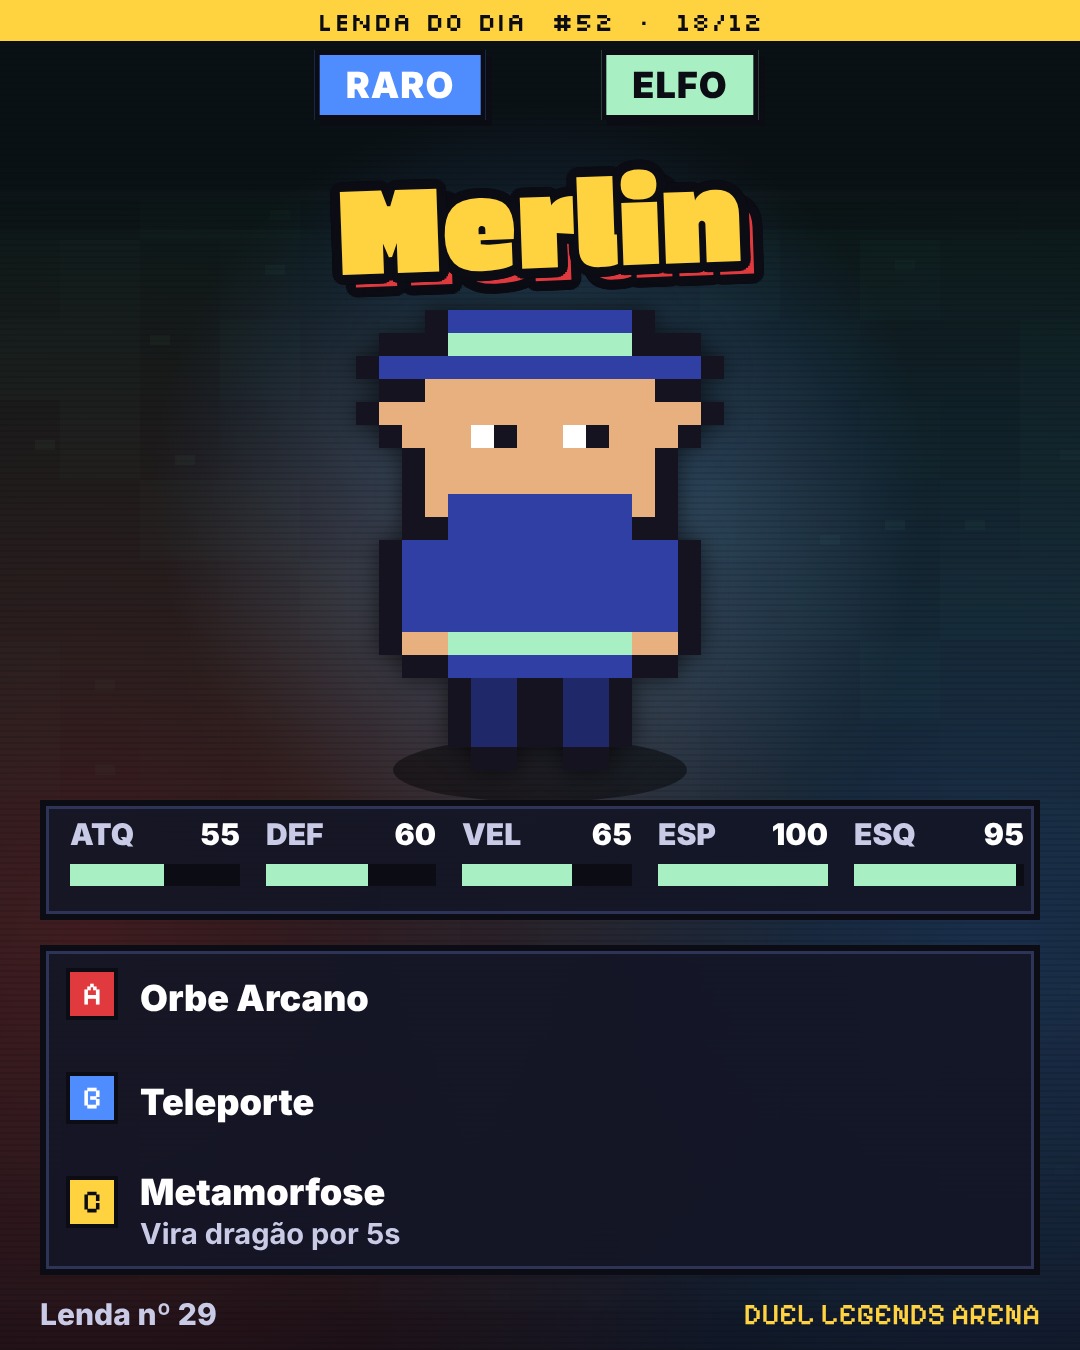 LENDA DO DIA #52 · 18/12
RARO
ELFO
Merlin
ATQ 55 DEF 60 VEL 65 ESP 100 ESQ 95
A Orbe Arcano
B Teleporte
C Metamorfose
Vira dragão por 5s
Lenda nº 29
DUEL LEGENDS ARENA